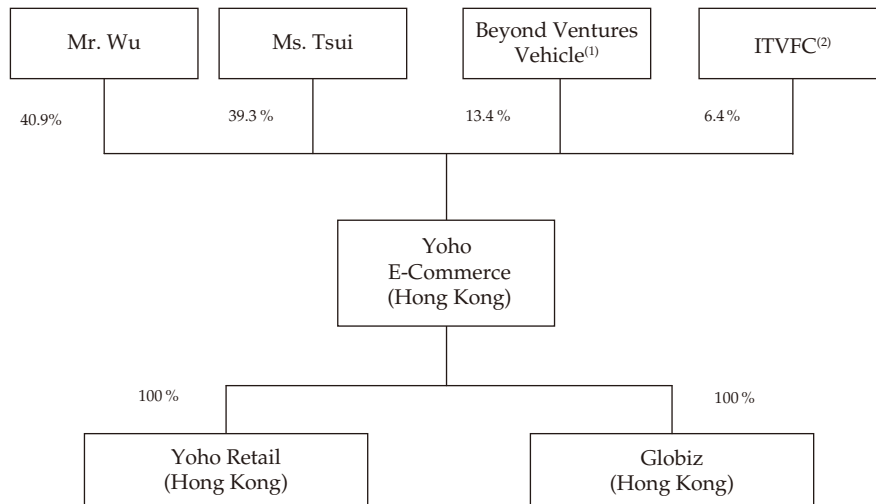 Mr. Wu
Ms. Tsui
Beyond Ventures
Vehicle(1)
ITVFC(2)
40.9%
39.3 %
13.4 %
6.4 %
Yoho
E-Commerce
(Hong Kong)
100 %
100 %
Yoho Retail
(Hong Kong)
Globiz
(Hong Kong)